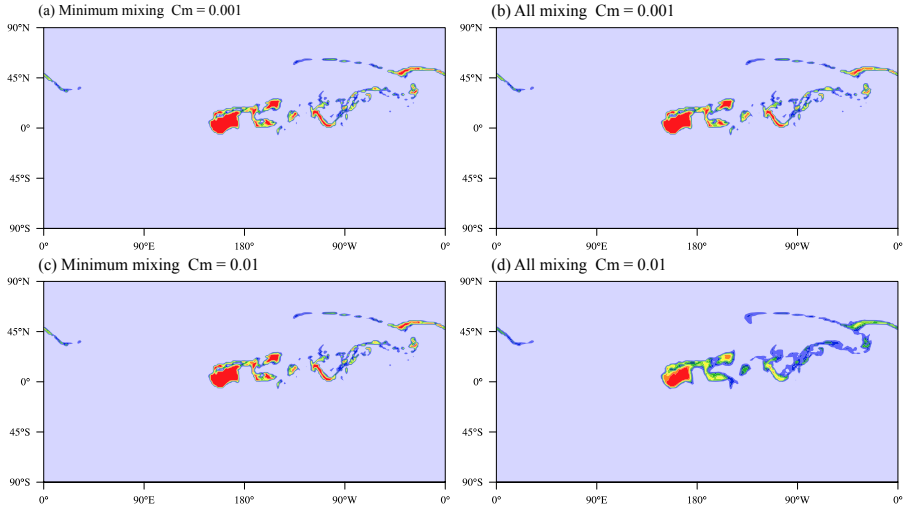 (a) Minimum mixing Cm = 0.001
(b) All mixing Cm = 0.001
90°N
45°N
0°
45°S
90°S
0°
90°E
180°
90°W
0°
90°N
45°N
0°
45°S
90°S
0°
90°E
180°
90°W
0°
(c) Minimum mixing Cm = 0.01
(d) All mixing Cm = 0.01
90°N
45°N
0°
45°S
90°S
0°
90°E
180°
90°W
0°
90°N
45°N
0°
45°S
90°S
0°
90°E
180°
90°W
0°